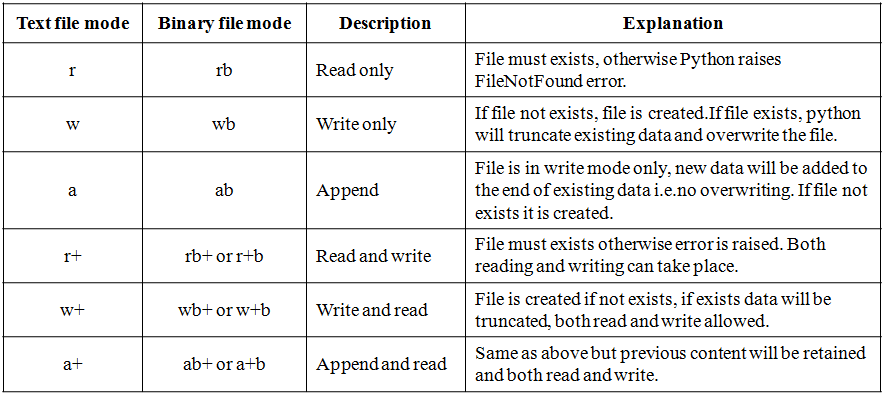 Text file mode Binary file mode Description Explanation
r rb Read only File must exists, otherwise Python raises
FileNotFound error.
w wb Write only If file not exists, file is created.If file exists, python
will truncate existing data and overwrite the file.
a ab Append File is in write mode only, new data will be added to
the end of existing data i.e.no overwriting. If file not
exists it is created.
r+ rb+ or r+b Read and write File must exists otherwise error is raised. Both
reading and writing can take place.
w+ wb+ or w+b Write and read File is created if not exists, if exists data will be
truncated, both read and write allowed.
a+ ab+ or a+b Append and read Same as above but previous content will be retained
and both read and write.